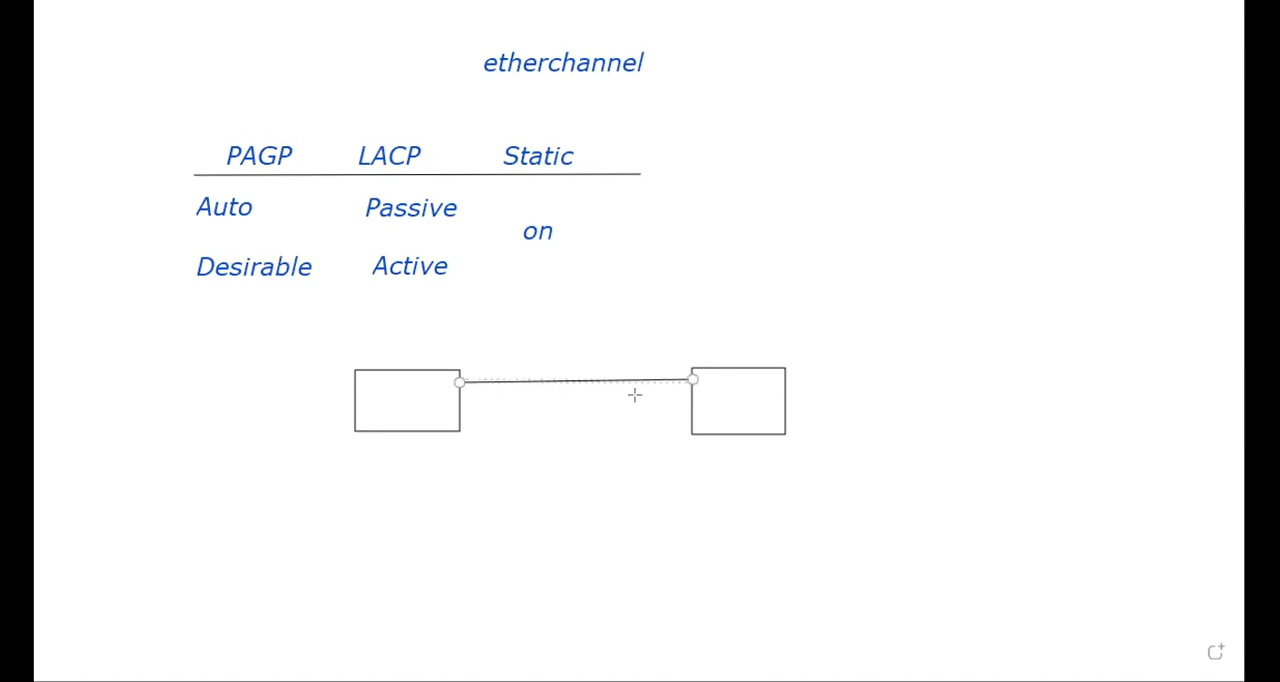 etherchannel
PAGP LACP Static
Auto Passive
on
Desirable Active